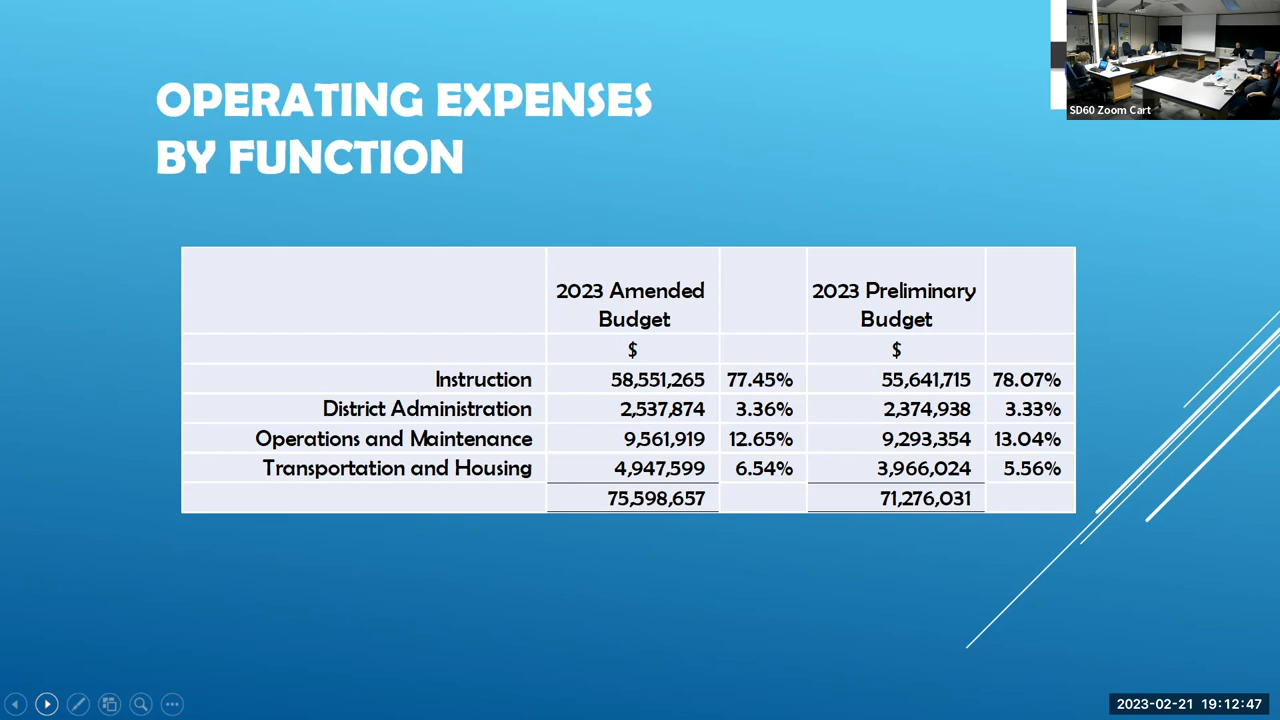 SD60 Zoom Cart
OPERATING EXPENSES
BY FUNCTION
2023 Amended Budget 2023 Preliminary Budget
$ $
Instruction 58,551,265 77.45% 55,641,715 78.07%
District Administration 2,537,874 3.36% 2,374,938 3.33%
Operations and Maintenance 9,561,919 12.65% 9,293,354 13.04%
Transportation and Housing 4,947,599 6.54% 3,966,024 5.56%
75,598,657 71,276,031
2023-02-21 19:12:47